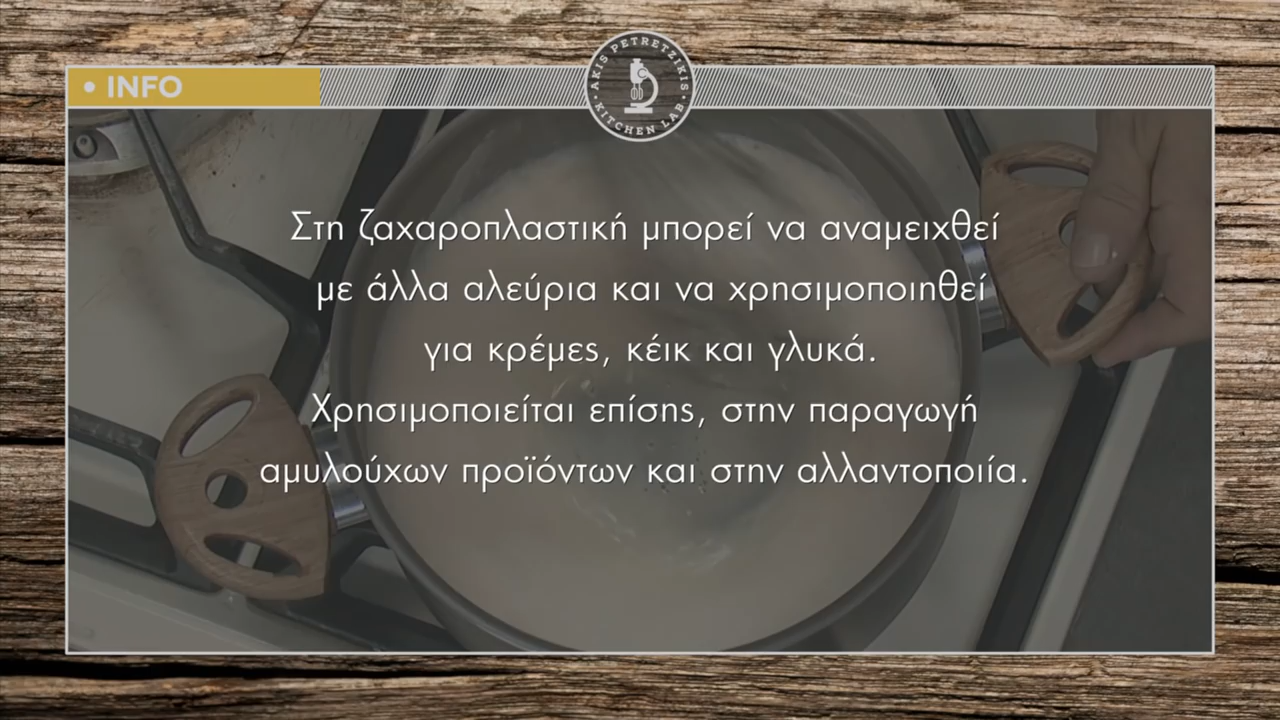 • INFO
AKIS PETRETZIKIS
• KITCHEN LAB •
Στη ζαχαροπλαστική μπορεί να αναμειχθεί
με άλλα αλεύρια και να χρησιμοποιηθεί
για κρέμες, κέικ και γλυκά.
Χρησιμοποιείται επίσης, στην παραγωγή
αμυλούχων προϊόντων και στην αλλαντοποιία.